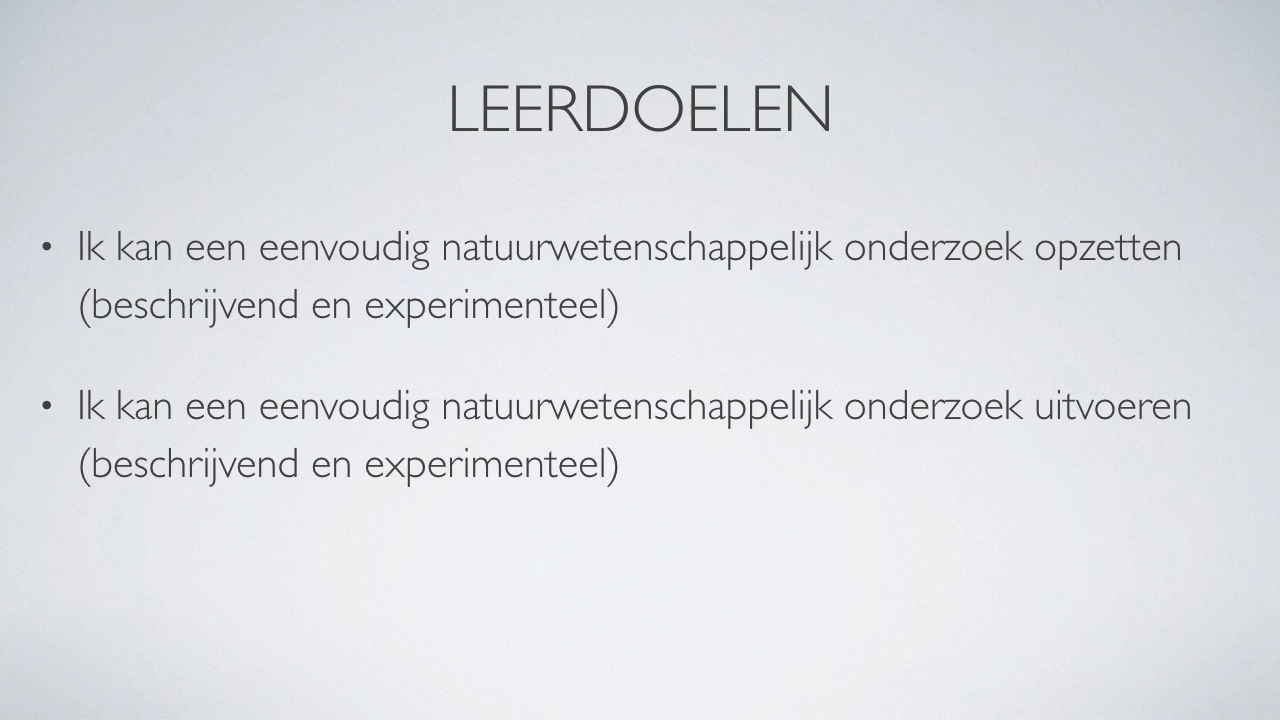 LEERDOELEN
• Ik kan een eenvoudig natuurwetenschappelijk onderzoek opzetten
(beschrijvend en experimenteel)
• Ik kan een eenvoudig natuurwetenschappelijk onderzoek uitvoeren
(beschrijvend en experimenteel)